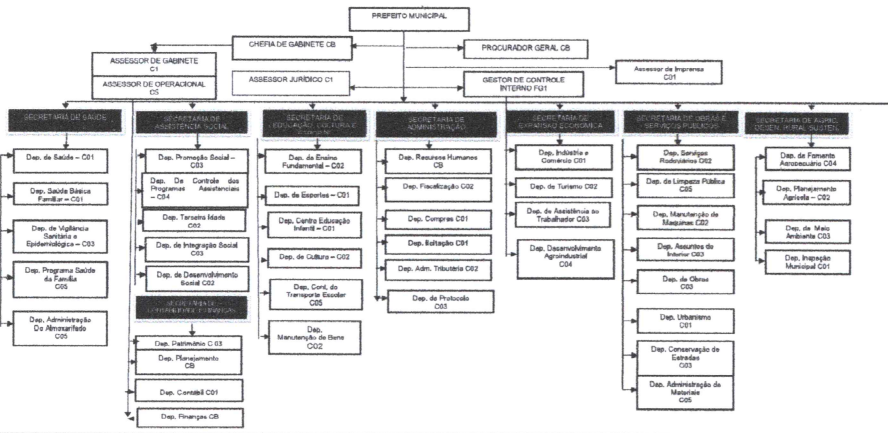 PREFEITO MUNICIPAL
CHEFIA DE GABINETE CB
PROCURADOR GERAL CB
ASSESSOR DE GABINETE
C1
ASSESSOR DE OPERACIONAL
C5
ASSESSOR JURÍDICO C1
GESTOR DE CONTROLE
INTERNO FG1
Assessor de Imprensa
C01
SECRETARIA DE SAÚDE
Dep. de Saúde – C01
Dep. Saúde Básica
Familiar – C01
Dep. de Vigilância
Sanitária e
Epidemiológica – C03
Dep. Programa Saúde
da Família
C05
Dep. Administração
Do Almoxarifado
C05
SECRETARIA DE
ASSISTENCIA SOCIAL
Dep. Promoção Social –
C03
Dep. De Controle dos
Programas Assistencias
– C04
Dep. Terceira Idade
C02
Dep. de Integração Social
C03
Dep. de Desenvolvimento
Social C02
SECRETARIA DE
Dep. Patrimônio C 03
Dep. Planejamento
CB
Dep. Contábil C01
Dep. Finanças CB
SECRETARIA DE
EDUCAÇÃO, CULTURA E
Dep. de Ensino
Fundamental – C02
Dep. de Esportes – C01
Dep. Centro Educação
Infantil – C01
Dep. de Cultura – C02
Dep. Cont. do
Transporte Escolar
C05
Dep.
Manutenção de Bens
C02
SECRETARIA DE
ADMINISTRAÇÃO
Dep. Recursos Humanos
CB
Dep. Fiscalização C02
Dep. Compras C01
Dep. licitação C01
Dep. Adm. Tributária C02
Dep. de Protocolo
C03
SECRETARIA DE
EXPANSÃO ECONOMICA
Dep. Indústria e
Comércio C01
Dep. de Turismo C02
Dep. de Assistência ao
Trabalhador C03
Dep. Desenvolvimento
Agroindustrial
C04
SECRETARIA DE OBRAS E
SERVIÇOS PUBLICOS
Dep. Serviços
Rodoviários C02
Dep. de Limpeza Pública
C05
Dep. Manutenção de
Maquinas C02
Dep. Assuntos do
Interior C03
Dep. de Obras
C03
Dep. Urbanismo
C01
Dep. Conservação de
Estradas
C03
Dep. Administração de
Materiais
C05
SECRETARIA DE AGRIC.
DESEN. RURAL SUSTEN.
Dep. de Fomento
Agropecuário C04
Dep. Planejamento
Agrícola – C02
Dep. de Meio
Ambiente C03
Dep. Inspeção
Municipal C01